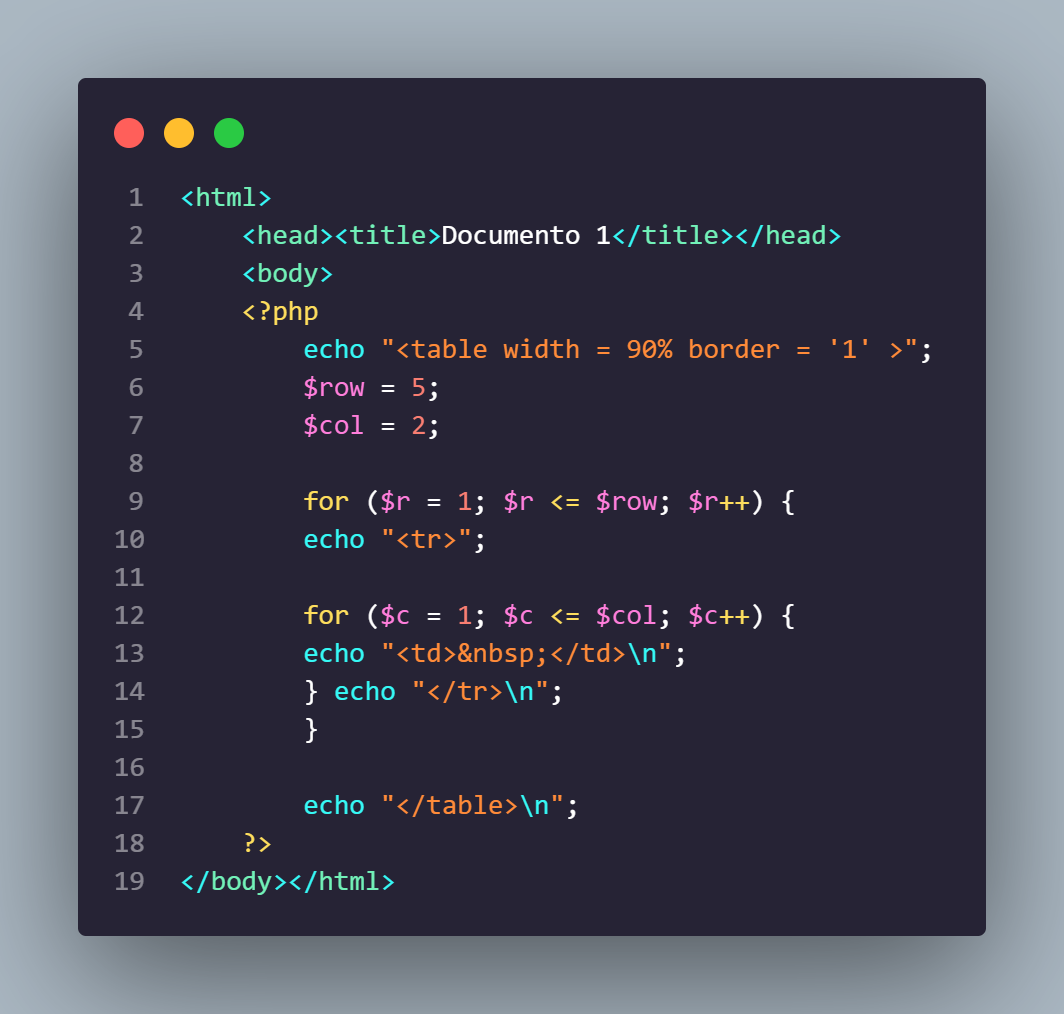 1 <html>
2     <head><title>Documento 1</title></head>
3     <body>
4     <?php
5         echo "<table width = 90% border = '1' >";
6         $row = 5;
7         $col = 2;
8
9         for ($r = 1; $r <= $row; $r++) {
10         echo "<tr>";
11
12         for ($c = 1; $c <= $col; $c++) {
13         echo "<td>&nbsp;</td>\n";
14         } echo "</tr>\n";
15         }
16
17         echo "</table>\n";
18     ?>
19 </body></html>